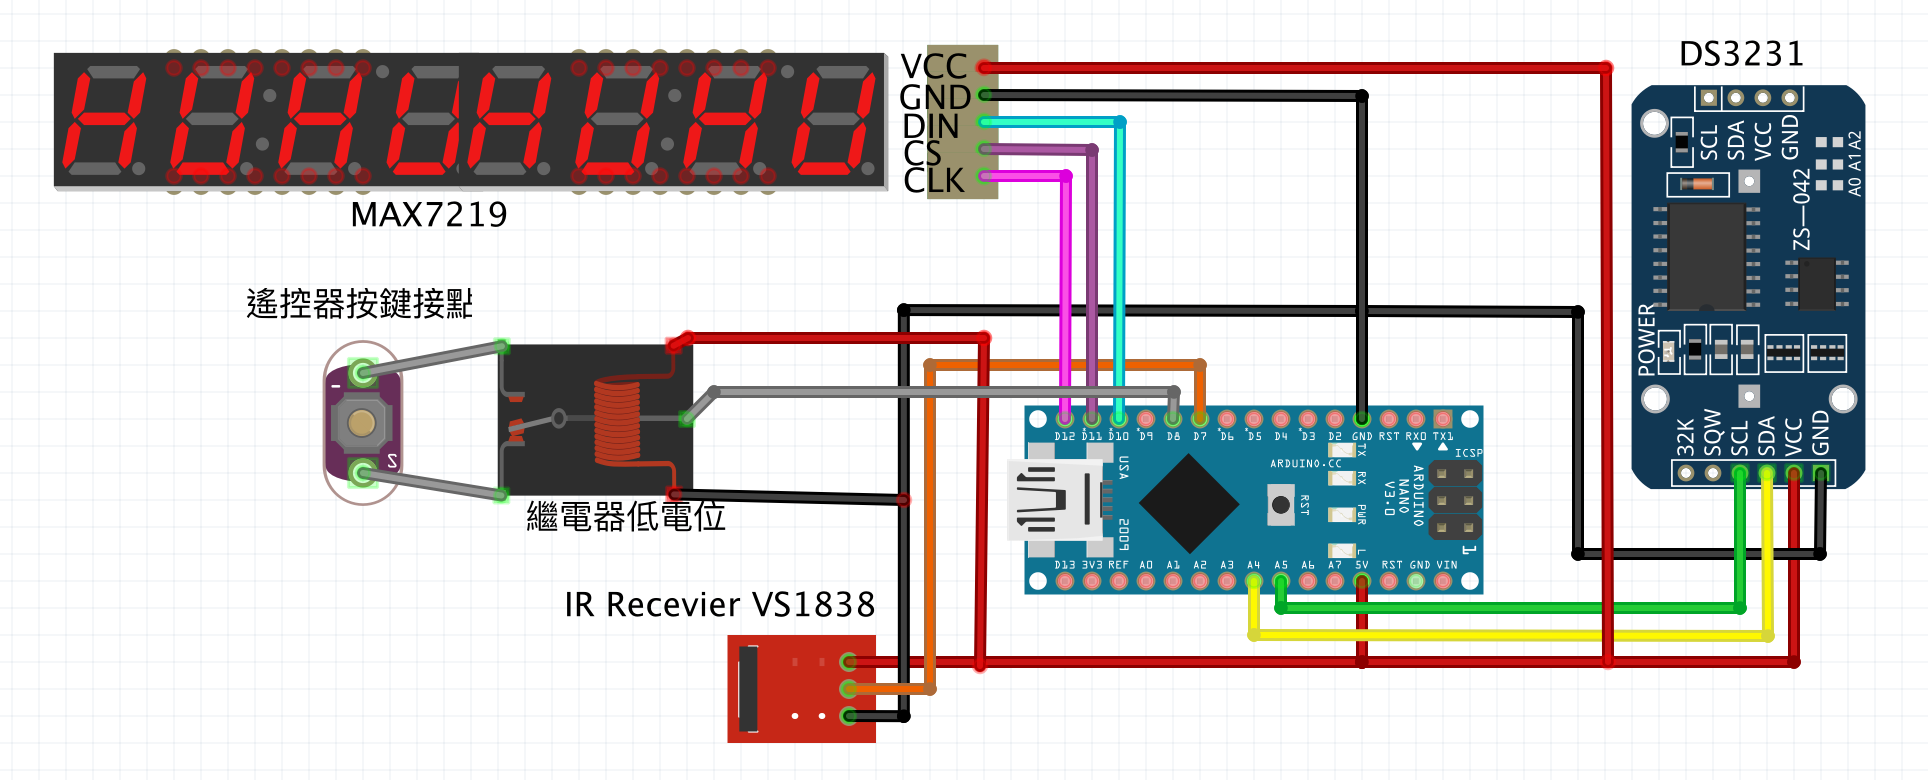 DS3231
VCC
GND
DIN
CS
CLK
MAX7219
SCL
SDA
VCC
GND
A0 A1 A2
ZS-042
遙控器按鍵接點
POWER
32K
SQW
SCL
SDA
VCC
GND
-
S
繼電器低電位
D12 D11 D10 D9 D8 D7 D6 D5 D4 D3 D2 GND RST RX0 TX1
USA
2009
ARDUINO.CC
RST
TX
RX
PWR
L
ARDUINO
NANO
V3.0
ICSP
1
D13 3V3 REF A0 A1 A2 A3 A4 A5 A6 A7 5V RST GND VIN
IR Recevier VS1838